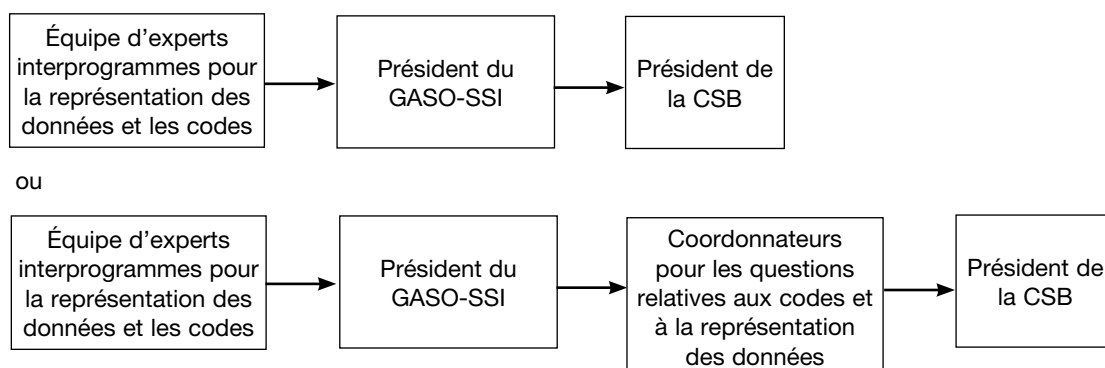 Équipe d'experts
interprogrammes pour
la représentation des
données et les codes
Président du
GASO-SSI
Président de
la CSB
ou
Équipe d'experts
interprogrammes pour
la représentation des
données et les codes
Président du
GASO-SSI
Coordonnateurs
pour les questions
relatives aux codes et
à la représentation
des données
Président de
la CSB